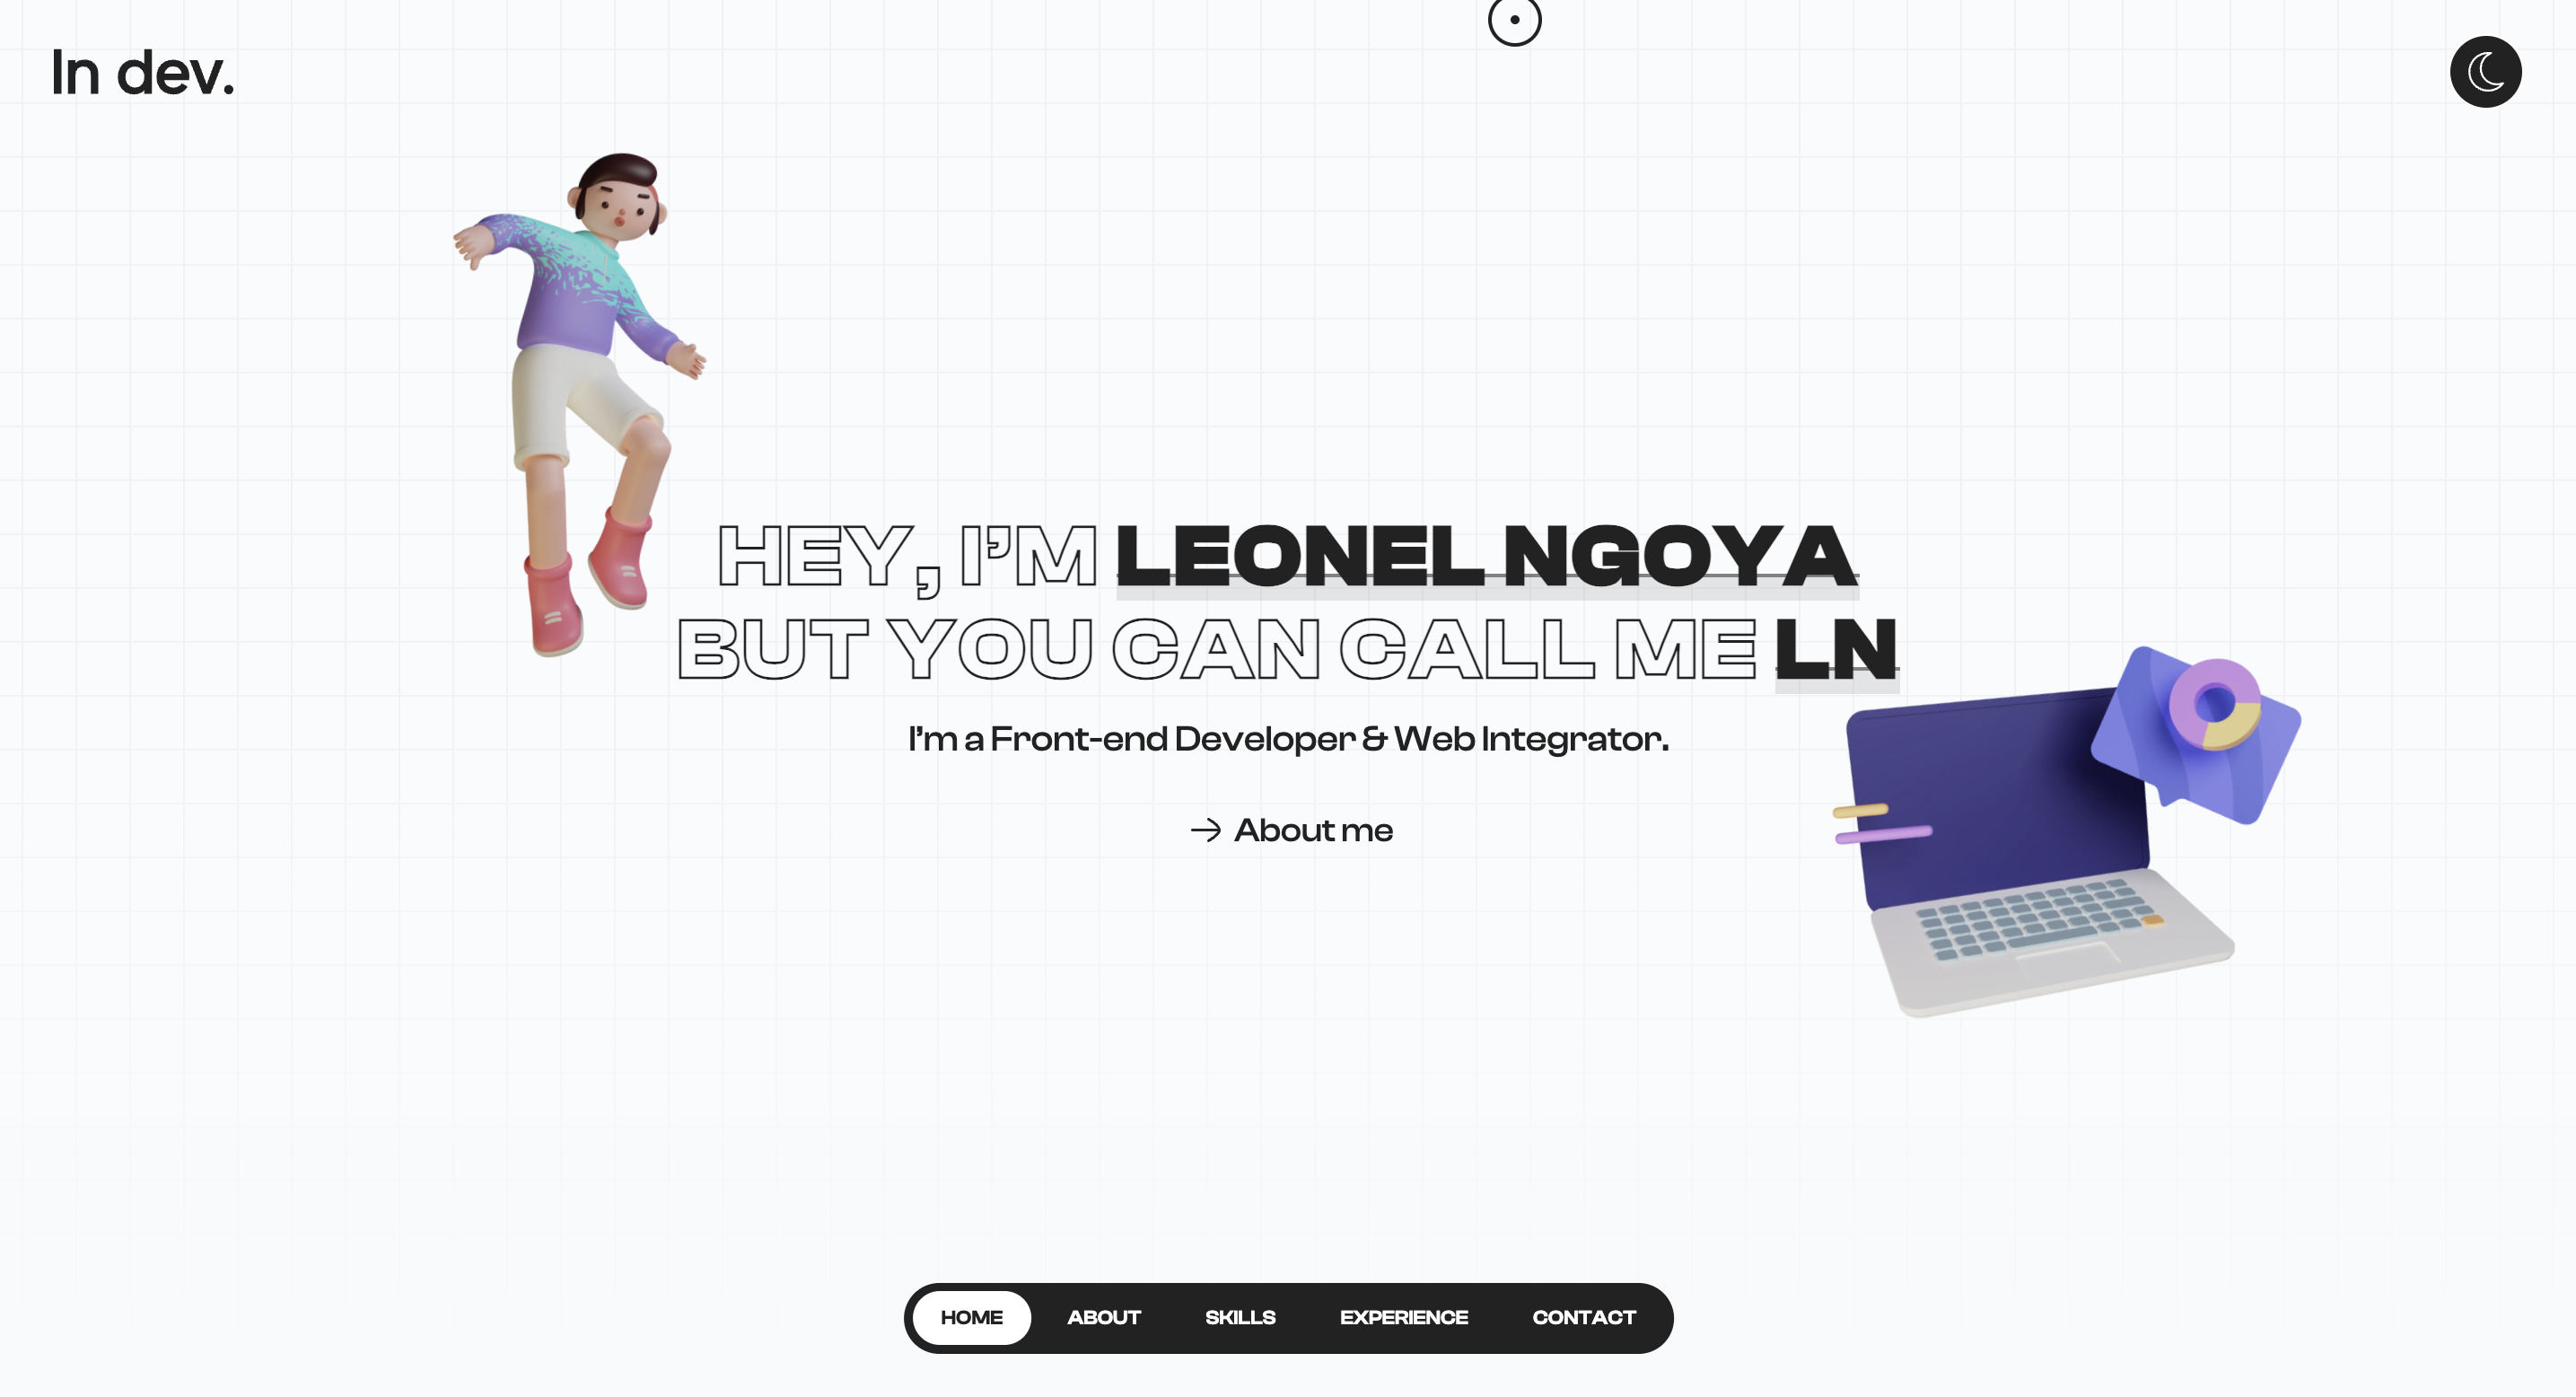 ln dev.
HEY, I’M LEONEL NGOYA
BUT YOU CAN CALL ME LN
I’m a Front-end Developer & Web Integrator.
→ About me
HOME ABOUT SKILLS EXPERIENCE CONTACT